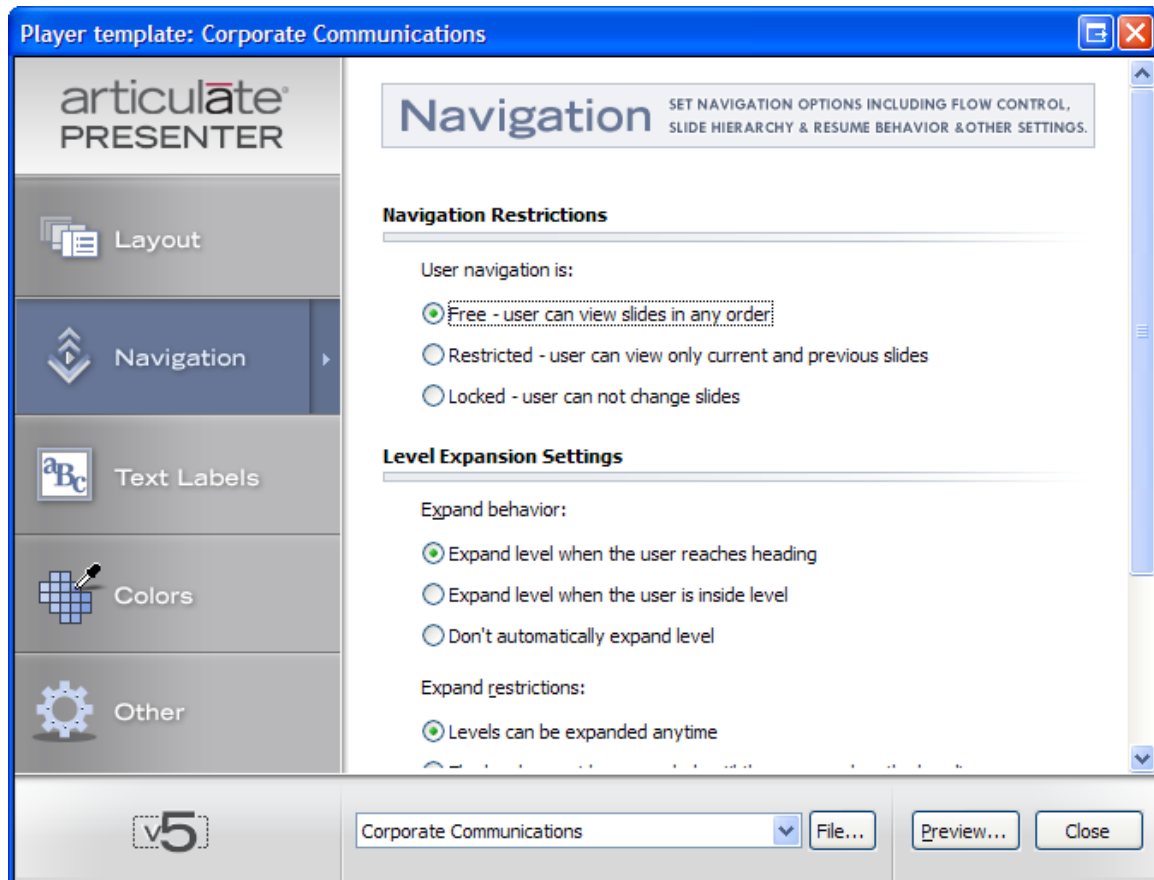 Player template: Corporate Communications
articulāte®
PRESENTER
Layout
Navigation
aBc
Text Labels
Colors
Other
Navigation
SET NAVIGATION OPTIONS INCLUDING FLOW CONTROL,
SLIDE HIERARCHY & RESUME BEHAVIOR &OTHER SETTINGS.
Navigation Restrictions
User navigation is:
Free - user can view slides in any order
Restricted - user can view only current and previous slides
Locked - user can not change slides
Level Expansion Settings
Expand behavior:
Expand level when the user reaches heading
Expand level when the user is inside level
Don't automatically expand level
Expand restrictions:
Levels can be expanded anytime
v5
Corporate Communications
File...
Preview...
Close